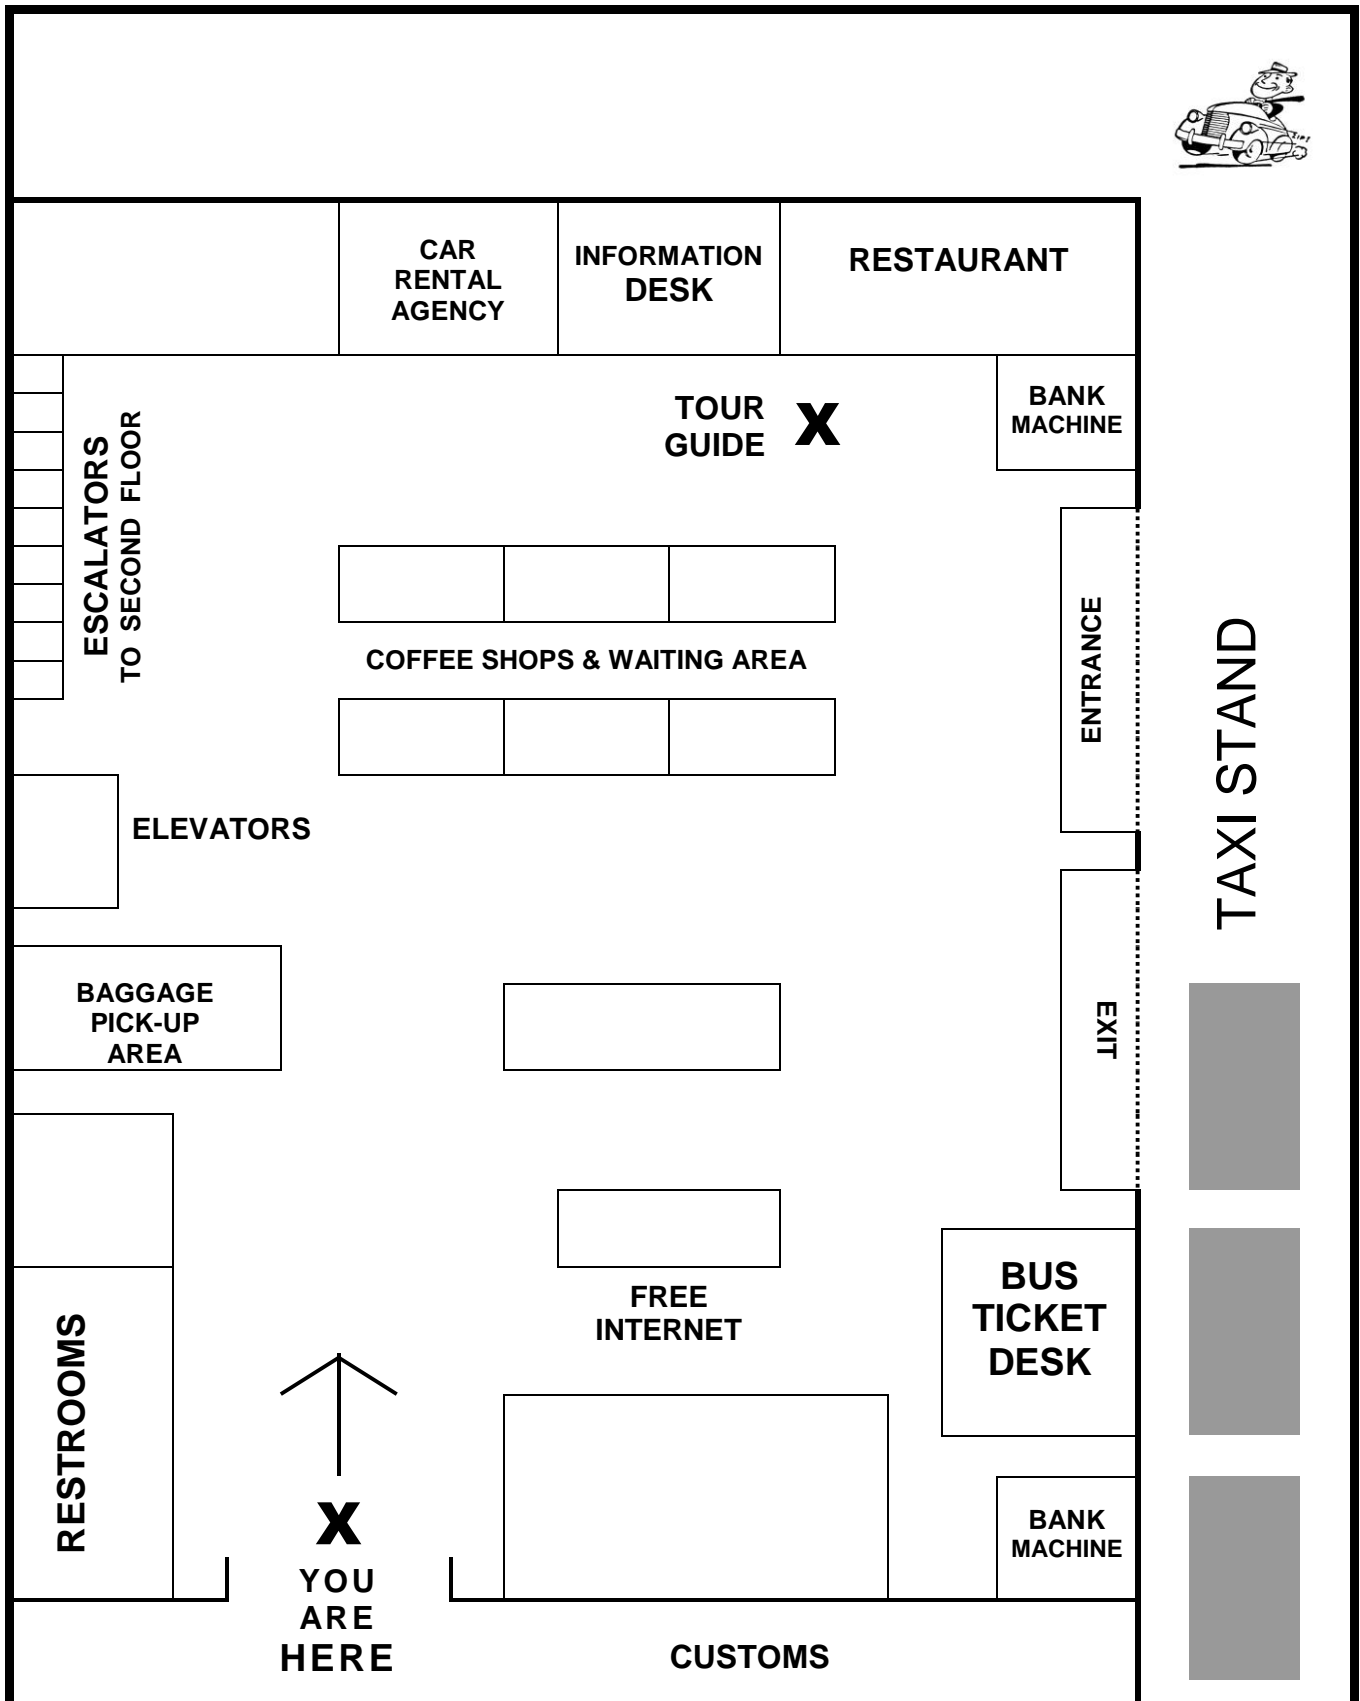 CAR
RENTAL
AGENCY
INFORMATION
DESK
RESTAURANT
TOUR
GUIDE
X
BANK
MACHINE
ESCALATORS
TO SECOND FLOOR
COFFEE SHOPS & WAITING AREA
ENTRANCE
TAXI STAND
ELEVATORS
BAGGAGE
PICK-UP
AREA
EXIT
FREE
INTERNET
BUS
TICKET
DESK
RESTROOMS
X
YOU
ARE
HERE
BANK
MACHINE
CUSTOMS